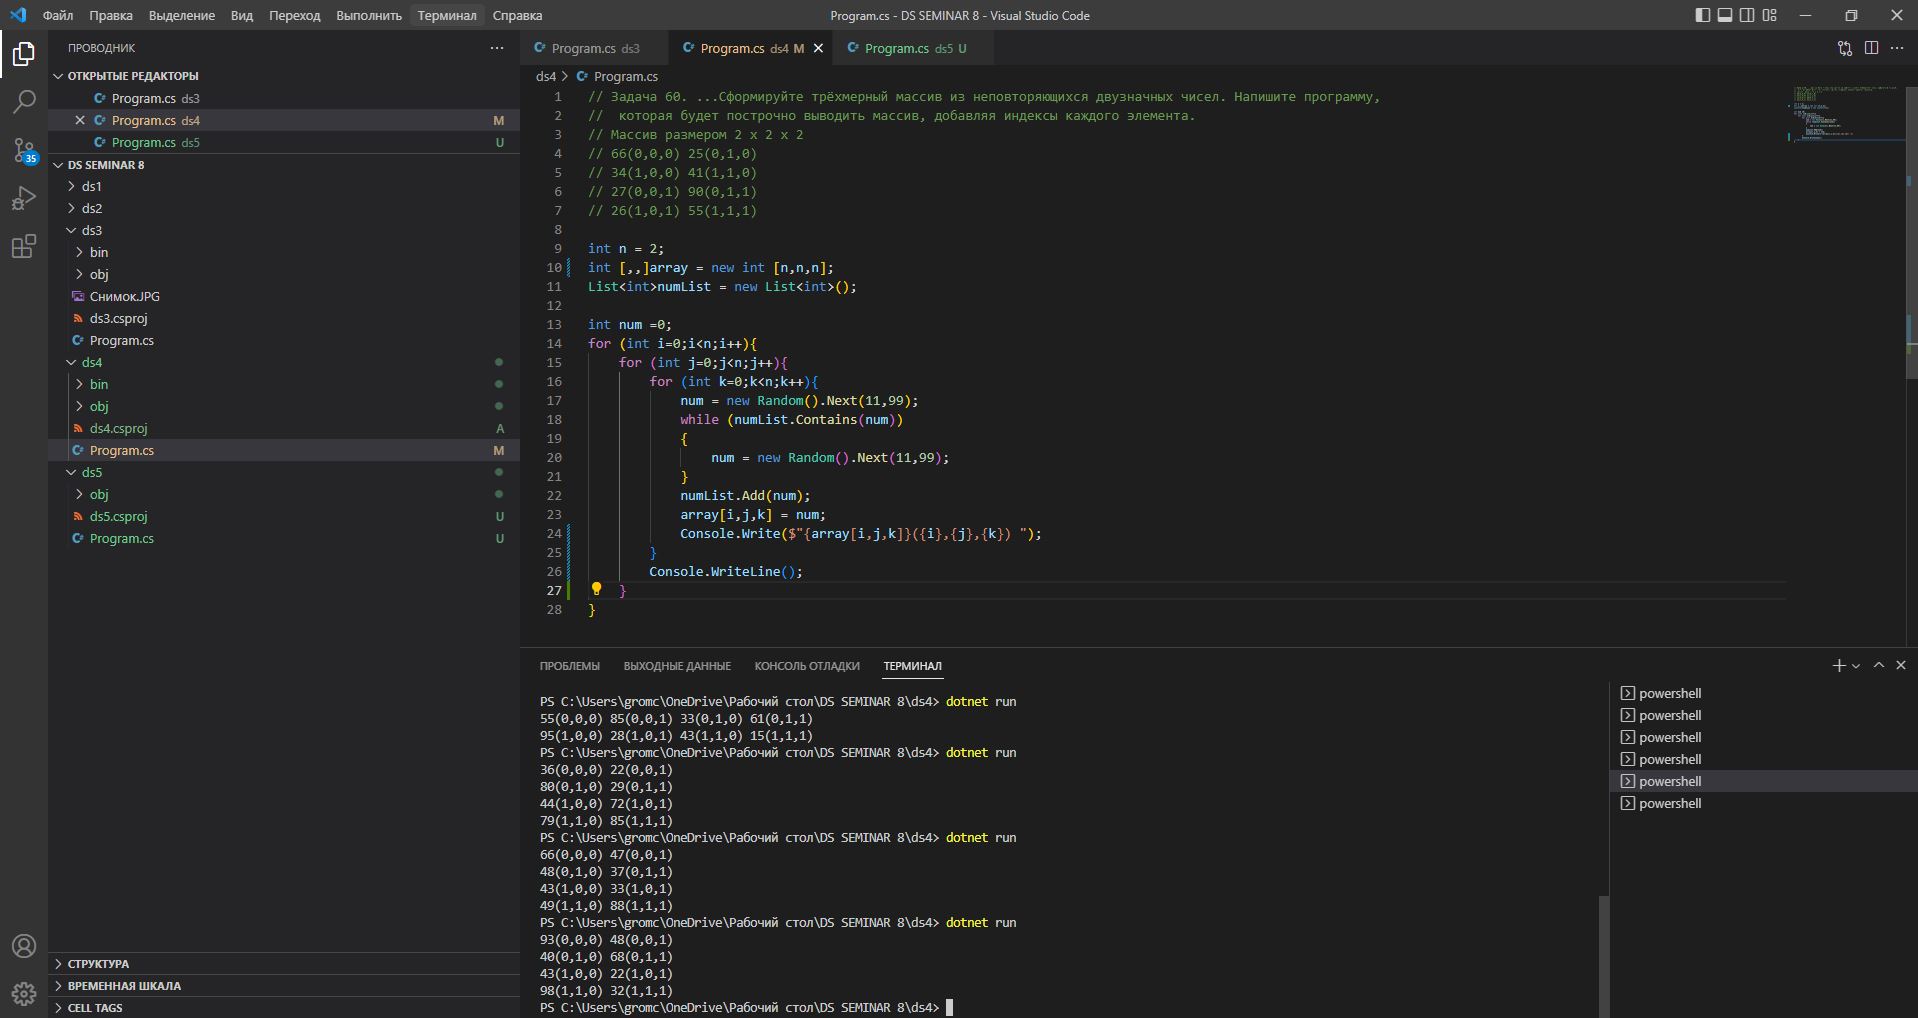 Файл Правка Выделение Вид Переход Выполнить Терминал Справка
Program.cs - DS SEMINAR 8 - Visual Studio Code
ПРОВОДНИК
ОТКРЫТЫЕ РЕДАКТОРЫ
Program.cs ds3
Program.cs ds4 M
Program.cs ds5 U
DS SEMINAR 8
ds1
ds2
ds3
bin
obj
Снимок.JPG
ds3.csproj
Program.cs
ds4
bin
obj
ds4.csproj A
Program.cs M
ds5
obj
ds5.csproj U
Program.cs U
35
СТРУКТУРА
ВРЕМЕННАЯ ШКАЛА
CELL TAGS
Program.cs ds3
Program.cs ds4 M
Program.cs ds5 U
ds4 > Program.cs
1 // Задача 60. ...Сформируйте трёхмерный массив из неповторяющихся двузначных чисел. Напишите программу,
2 //  которая будет построчно выводить массив, добавляя индексы каждого элемента.
3 // Массив размером 2 x 2 x 2
4 // 66(0,0,0) 25(0,1,0)
5 // 34(1,0,0) 41(1,1,0)
6 // 27(0,0,1) 90(0,1,1)
7 // 26(1,0,1) 55(1,1,1)
8
9 int n = 2;
10 int [,,]array = new int [n,n,n];
11 List<int>numList = new List<int>();
12
13 int num =0;
14 for (int i=0;i<n;i++){
15     for (int j=0;j<n;j++){
16         for (int k=0;k<n;k++){
17             num = new Random().Next(11,99);
18             while (numList.Contains(num))
19             {
20                 num = new Random().Next(11,99);
21             }
22             numList.Add(num);
23             array[i,j,k] = num;
24             Console.Write($"{array[i,j,k]}({i},{j},{k}) ");
25         }
26         Console.WriteLine();
27     }
28 }
ПРОБЛЕМЫ ВЫХОДНЫЕ ДАННЫЕ КОНСОЛЬ ОТЛАДКИ ТЕРМИНАЛ
PS C:\Users\gromc\OneDrive\Рабочий стол\DS SEMINAR 8\ds4> dotnet run
55(0,0,0) 85(0,0,1) 33(0,1,0) 61(0,1,1)
95(1,0,0) 28(1,0,1) 43(1,1,0) 15(1,1,1)
PS C:\Users\gromc\OneDrive\Рабочий стол\DS SEMINAR 8\ds4> dotnet run
36(0,0,0) 22(0,0,1)
80(0,1,0) 29(0,1,1)
44(1,0,0) 72(1,0,1)
79(1,1,0) 85(1,1,1)
PS C:\Users\gromc\OneDrive\Рабочий стол\DS SEMINAR 8\ds4> dotnet run
66(0,0,0) 47(0,0,1)
48(0,1,0) 37(0,1,1)
43(1,0,0) 33(1,0,1)
49(1,1,0) 88(1,1,1)
PS C:\Users\gromc\OneDrive\Рабочий стол\DS SEMINAR 8\ds4> dotnet run
93(0,0,0) 48(0,0,1)
40(0,1,0) 68(0,1,1)
43(1,0,0) 22(1,0,1)
98(1,1,0) 32(1,1,1)
PS C:\Users\gromc\OneDrive\Рабочий стол\DS SEMINAR 8\ds4>
powershell
powershell
powershell
powershell
powershell
powershell